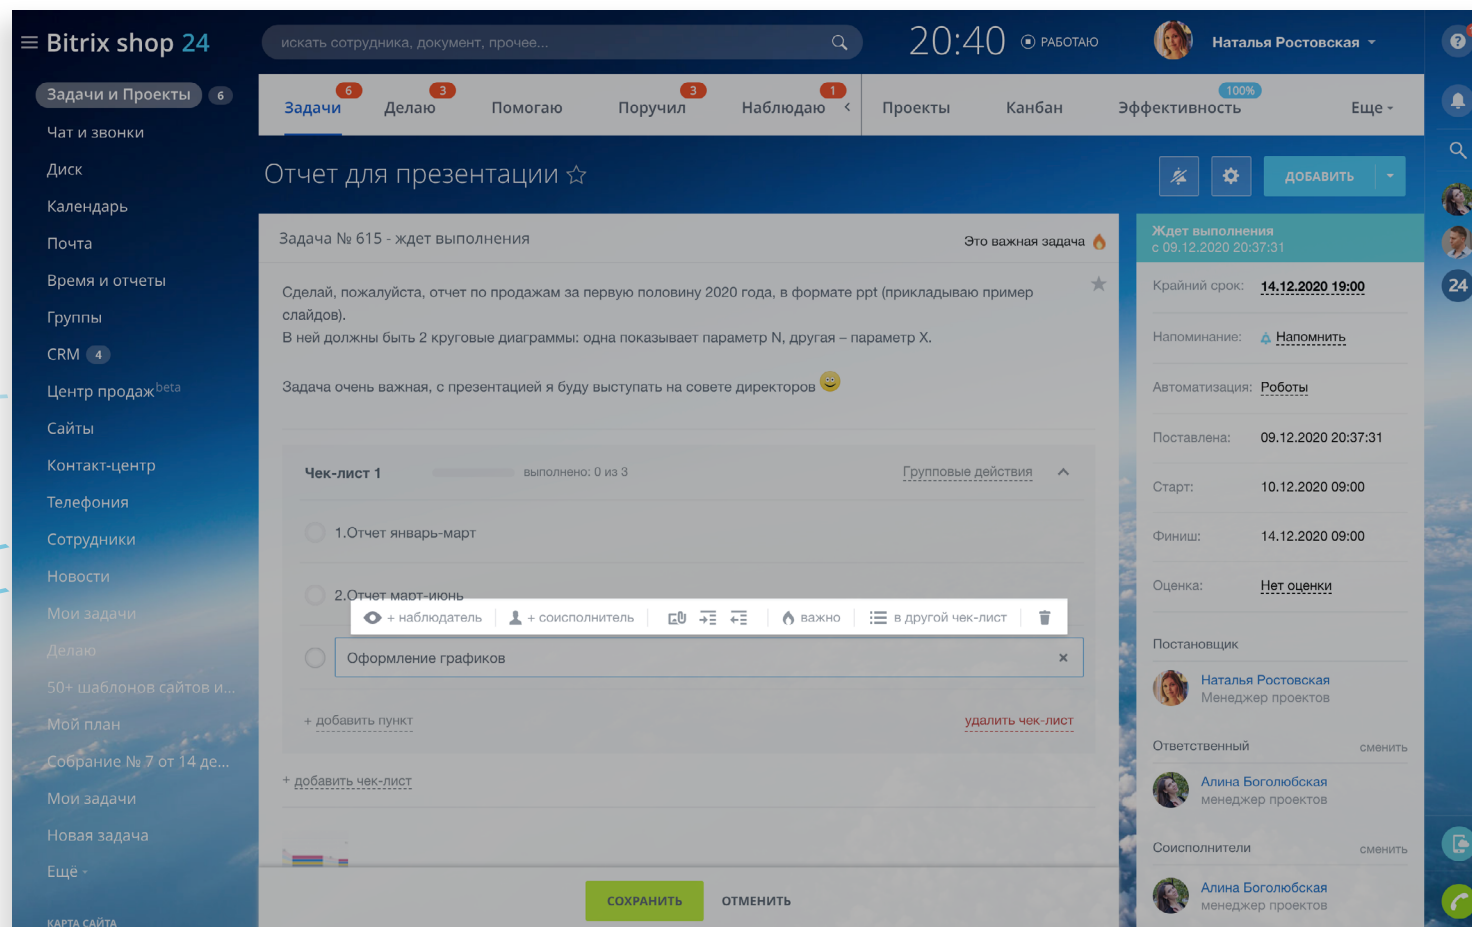 Bitrix shop 24
искать сотрудника, документ, прочее...
20:40 РАБОТАЮ
Наталья Ростовская
?
Задачи и Проекты 6
Чат и звонки
Диск
Календарь
Почта
Время и отчеты
Группы
CRM 4
Центр продаж beta
Сайты
Контакт-центр
Телефония
Сотрудники
Новости
Мои задачи
Делаю
50+ шаблонов сайтов и...
Мой план
Собрание № 7 от 14 де...
Мои задачи
Новая задача
Ещё
КАРТА САЙТА
Задачи 6
Делаю 3
Помогаю
Поручил 3
Наблюдаю 1
Проекты
Канбан
Эффективность 100%
Еще
Отчет для презентации
ДОБАВИТЬ
Задача № 615 - ждет выполнения
Это важная задача
Сделай, пожалуйста, отчет по продажам за первую половину 2020 года, в формате ppt (прикладываю пример
слайдов).
В ней должны быть 2 круговые диаграммы: одна показывает параметр N, другая – параметр X.
Задача очень важная, с презентацией я буду выступать на совете директоров
Чек-лист 1
выполнено: 0 из 3
Групповые действия
1.Отчет январь-март
2.Отчет март-июнь
+ наблюдатель
+ соисполнитель
важно
в другой чек-лист
Оформление графиков
+ добавить пункт
удалить чек-лист
+ добавить чек-лист
СОХРАНИТЬ
ОТМЕНИТЬ
Ждет выполнения
с 09.12.2020 20:37:31
Крайний срок: 14.12.2020 19:00
Напоминание: Напомнить
Автоматизация: Роботы
Поставлена: 09.12.2020 20:37:31
Старт: 10.12.2020 09:00
Финиш: 14.12.2020 09:00
Оценка: Нет оценки
Постановщик
Наталья Ростовская
Менеджер проектов
Ответственный сменить
Алина Боголюбская
менеджер проектов
Соисполнители сменить
Алина Боголюбская
менеджер проектов
24